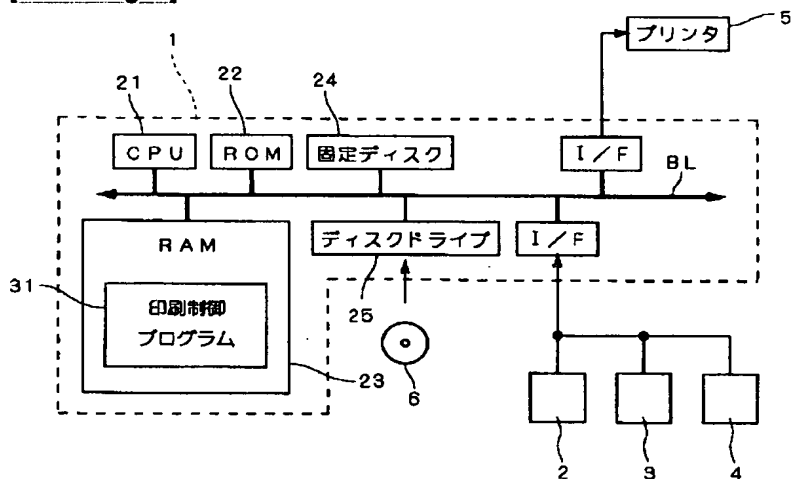 5
プリンタ
1
21
22
24
CPU
ROM
固定ディスク
I/F
BL
RAM
ディスクドライブ
I/F
31
印刷制御
プログラム
25
23
6
2
3
4